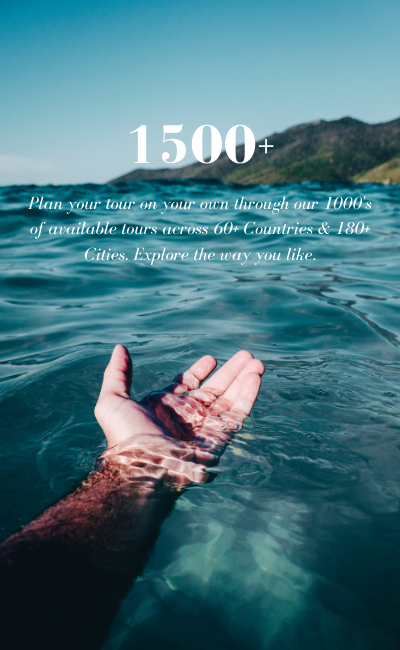 1500+
Plan your tour on your own through our 1000's
of available tours across 60+ Countries & 180+
Cities. Explore the way you like.